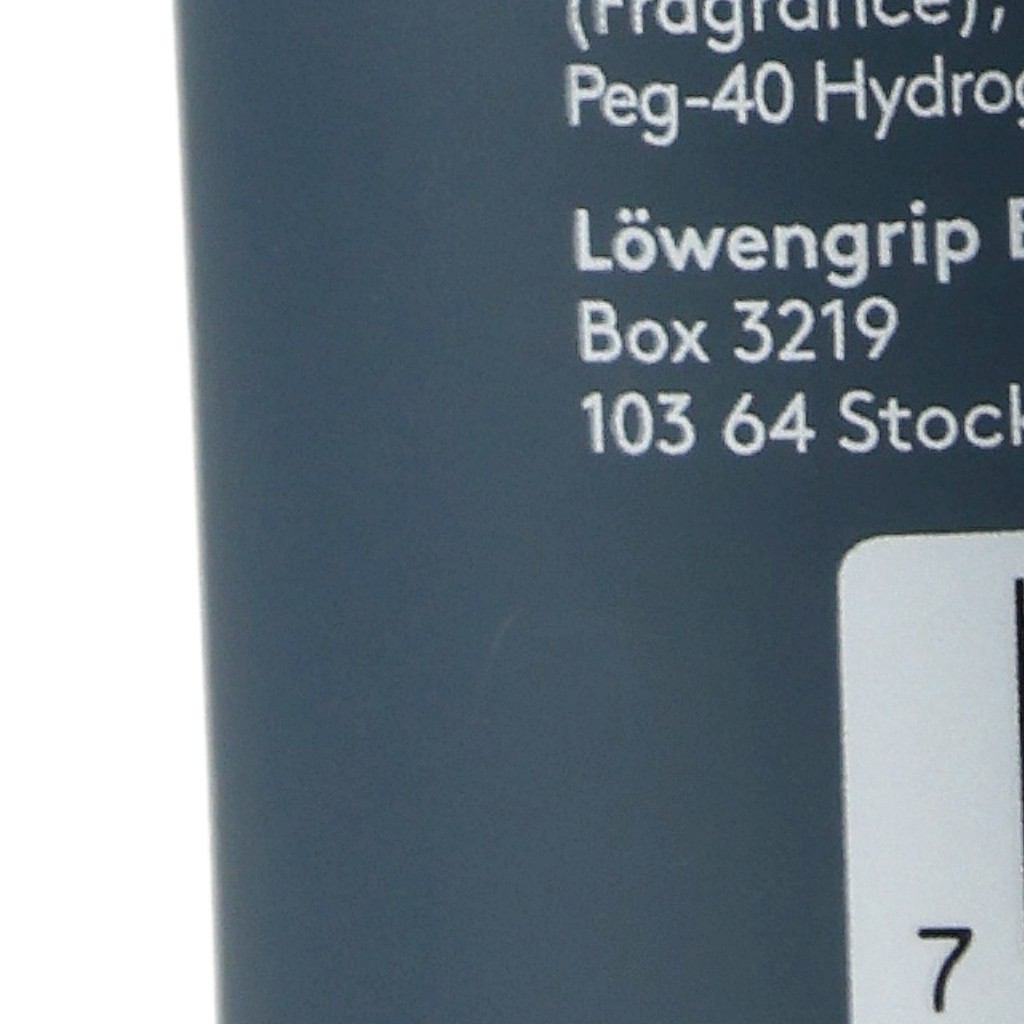 (Fragrance),
Peg-40 Hydrog
Löwengrip
Box 3219
103 64 Stock
7